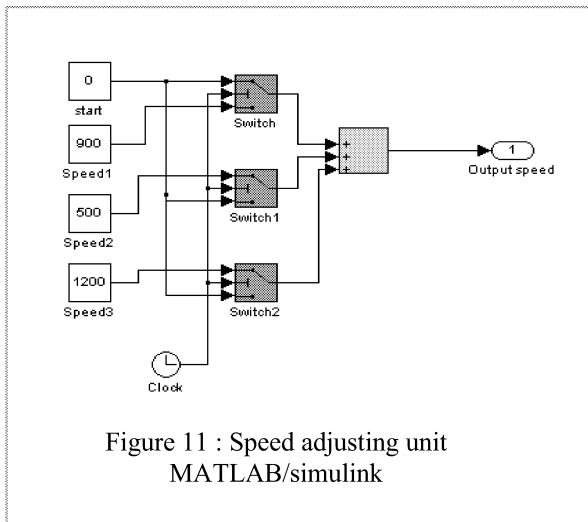 0
start
900
Speed1
500
Speed2
1200
Speed3
Switch
Switch1
Switch2
Clock
+
+
+
1
Output speed
Figure 11 : Speed adjusting unit
MATLAB/simulink